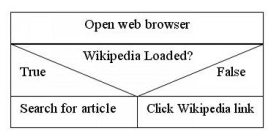 Open web browser
Wikipedia Loaded?
True False
Search for article Click Wikipedia link